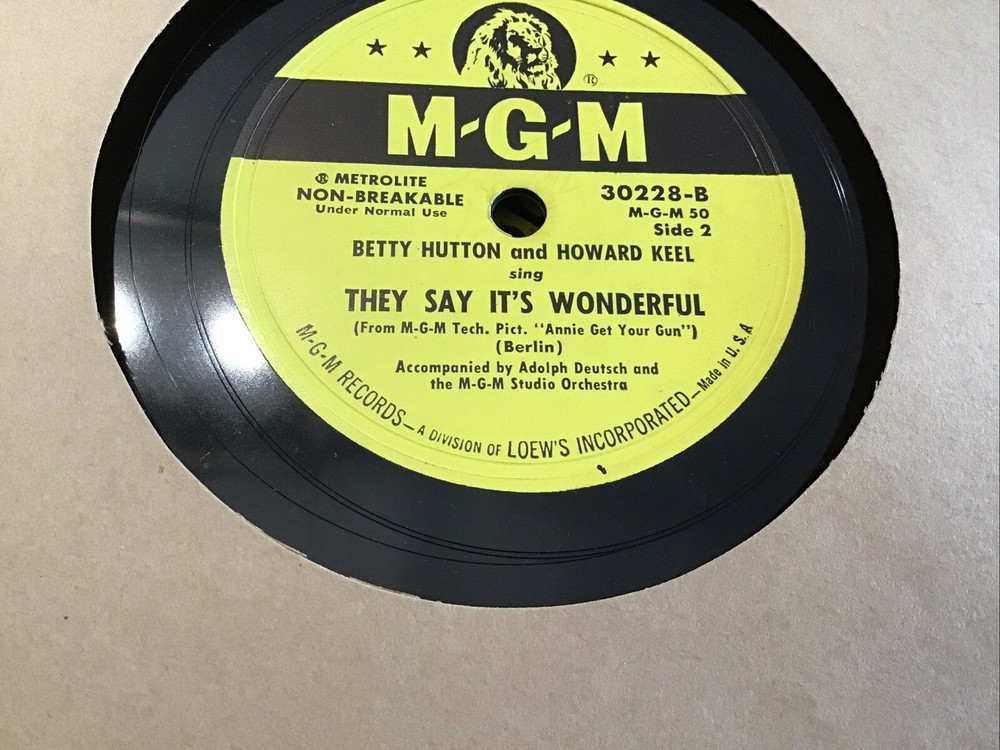 ★ ★ ★ ★
®
M-G-M
® METROLITE
NON-BREAKABLE
Under Normal Use
30228-B
M-G-M 50
Side 2
BETTY HUTTON and HOWARD KEEL
sing
THEY SAY IT'S WONDERFUL
(From M-G-M Tech. Pict. "Annie Get Your Gun")
(Berlin)
Accompanied by Adolph Deutsch and
the M-G-M Studio Orchestra
M-G-M RECORDS—A DIVISION OF LOEW'S INCORPORATED—Made in U. S. A